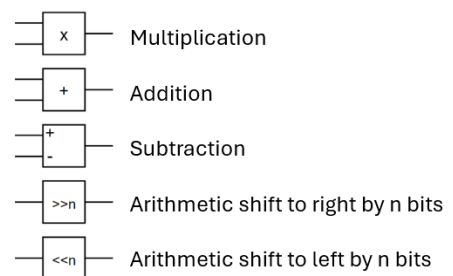 x Multiplication
+ Addition
+
- Subtraction
>>n Arithmetic shift to right by n bits
<<n Arithmetic shift to left by n bits